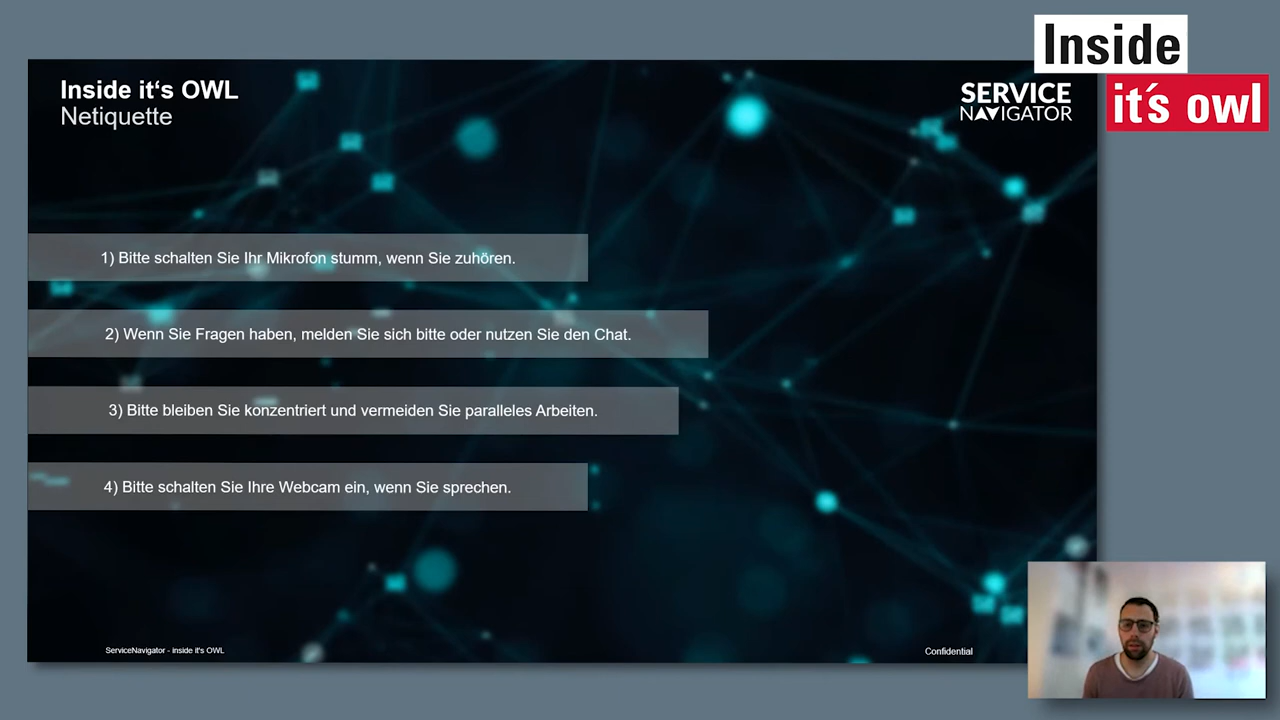 Inside
it´s owl
Inside it‘s OWL
Netiquette
SERVICE
NAVIGATOR
1) Bitte schalten Sie Ihr Mikrofon stumm, wenn Sie zuhören.
2) Wenn Sie Fragen haben, melden Sie sich bitte oder nutzen Sie den Chat.
3) Bitte bleiben Sie konzentriert und vermeiden Sie paralleles Arbeiten.
4) Bitte schalten Sie Ihre Webcam ein, wenn Sie sprechen.
ServiceNavigator - inside it's OWL
Confidential